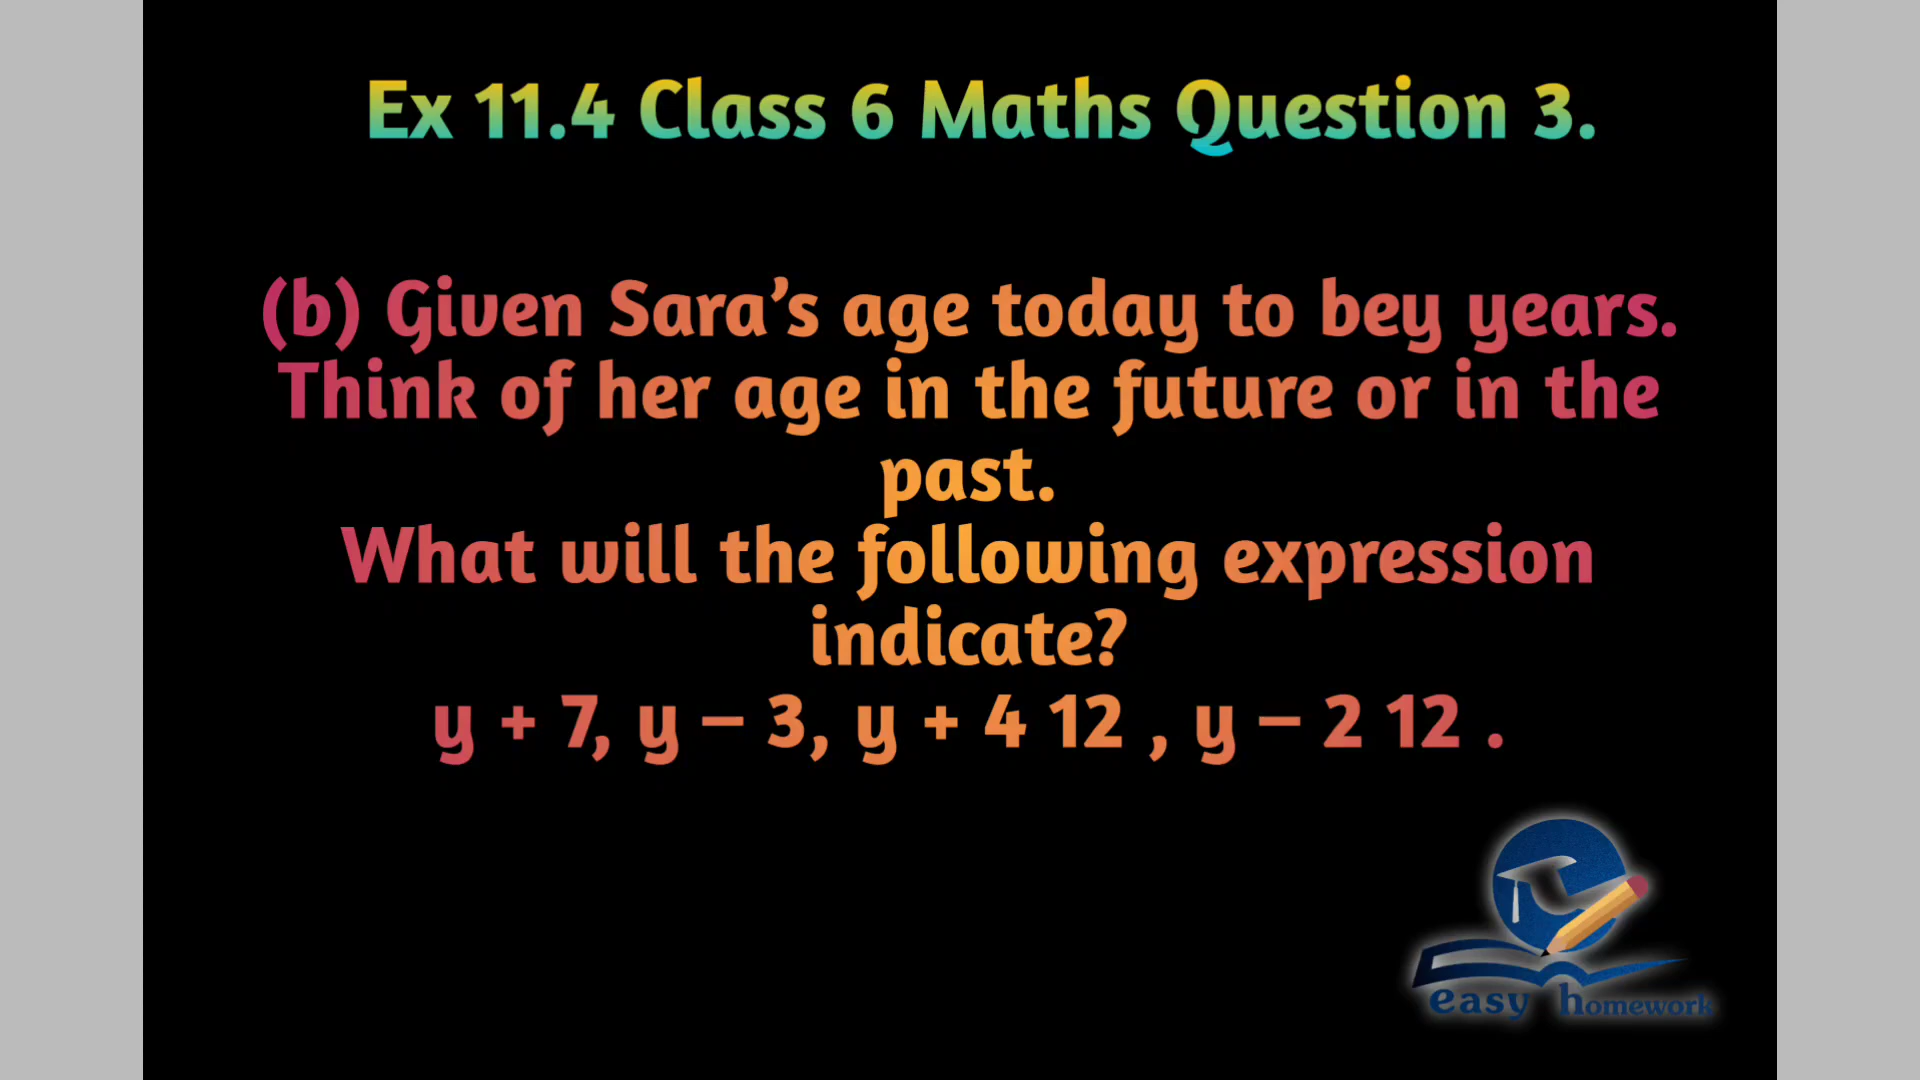 Ex 11.4 Class 6 Maths Question 3.
(b) Given Sara’s age today to bey years.
Think of her age in the future or in the
past.
What will the following expression
indicate?
y + 7, y – 3, y + 4 12 , y – 2 12 .
easy homework